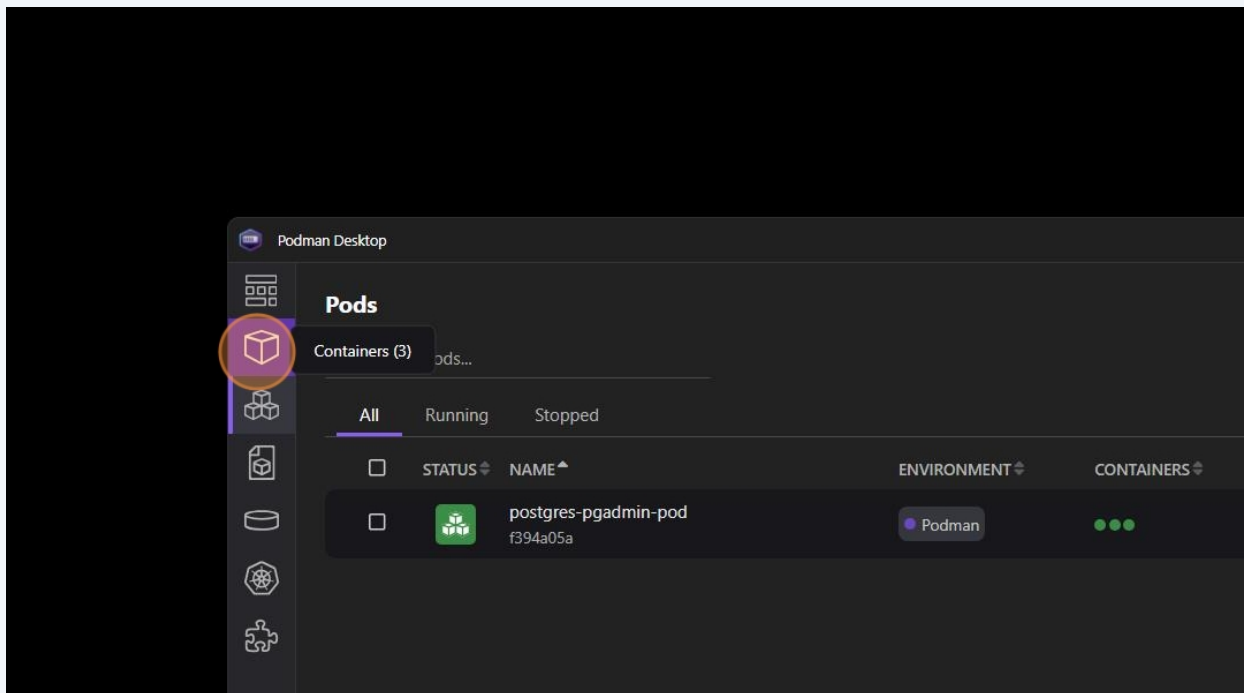 Podman Desktop
Pods
Containers (3)
ods...
All Running Stopped
STATUS NAME ENVIRONMENT CONTAINERS
postgres-pgadmin-pod
f394a05a
Podman